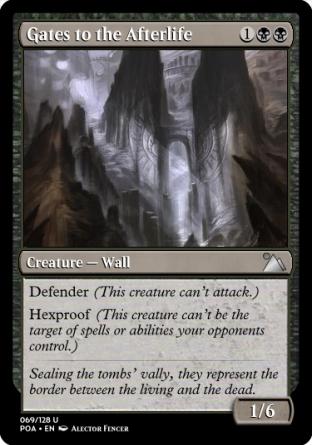 Gates to the Afterlife 1
Creature — Wall
Defender (This creature can't attack.)
Hexproof (This creature can't be the
target of spells or abilities your opponents
control.)
Sealing the tombs' vally, they represent the
border between the living and the dead.
1/6
069/128 U
POA • EN Alector Fencer